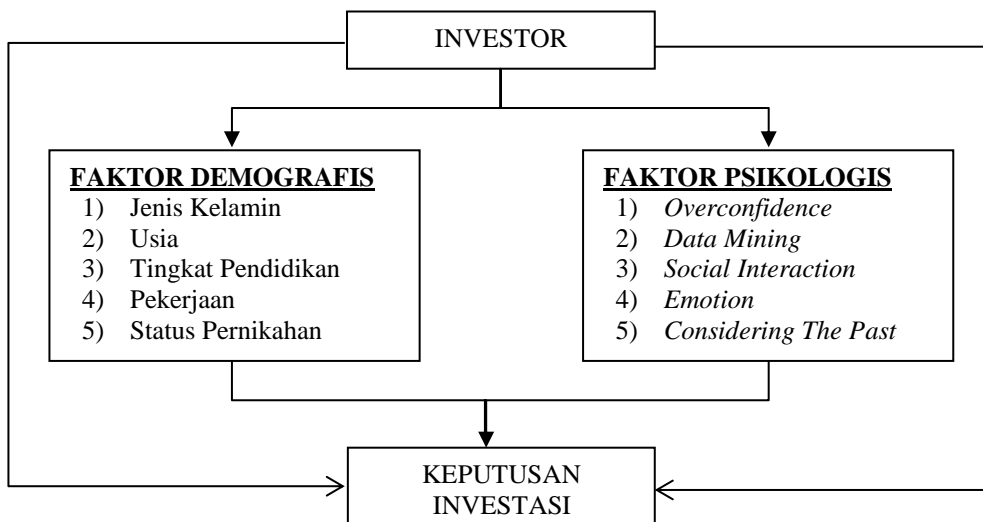 INVESTOR
FAKTOR DEMOGRAFIS
1) Jenis Kelamin
2) Usia
3) Tingkat Pendidikan
4) Pekerjaan
5) Status Pernikahan
FAKTOR PSIKOLOGIS
1) Overconfidence
2) Data Mining
3) Social Interaction
4) Emotion
5) Considering The Past
KEPUTUSAN
INVESTASI